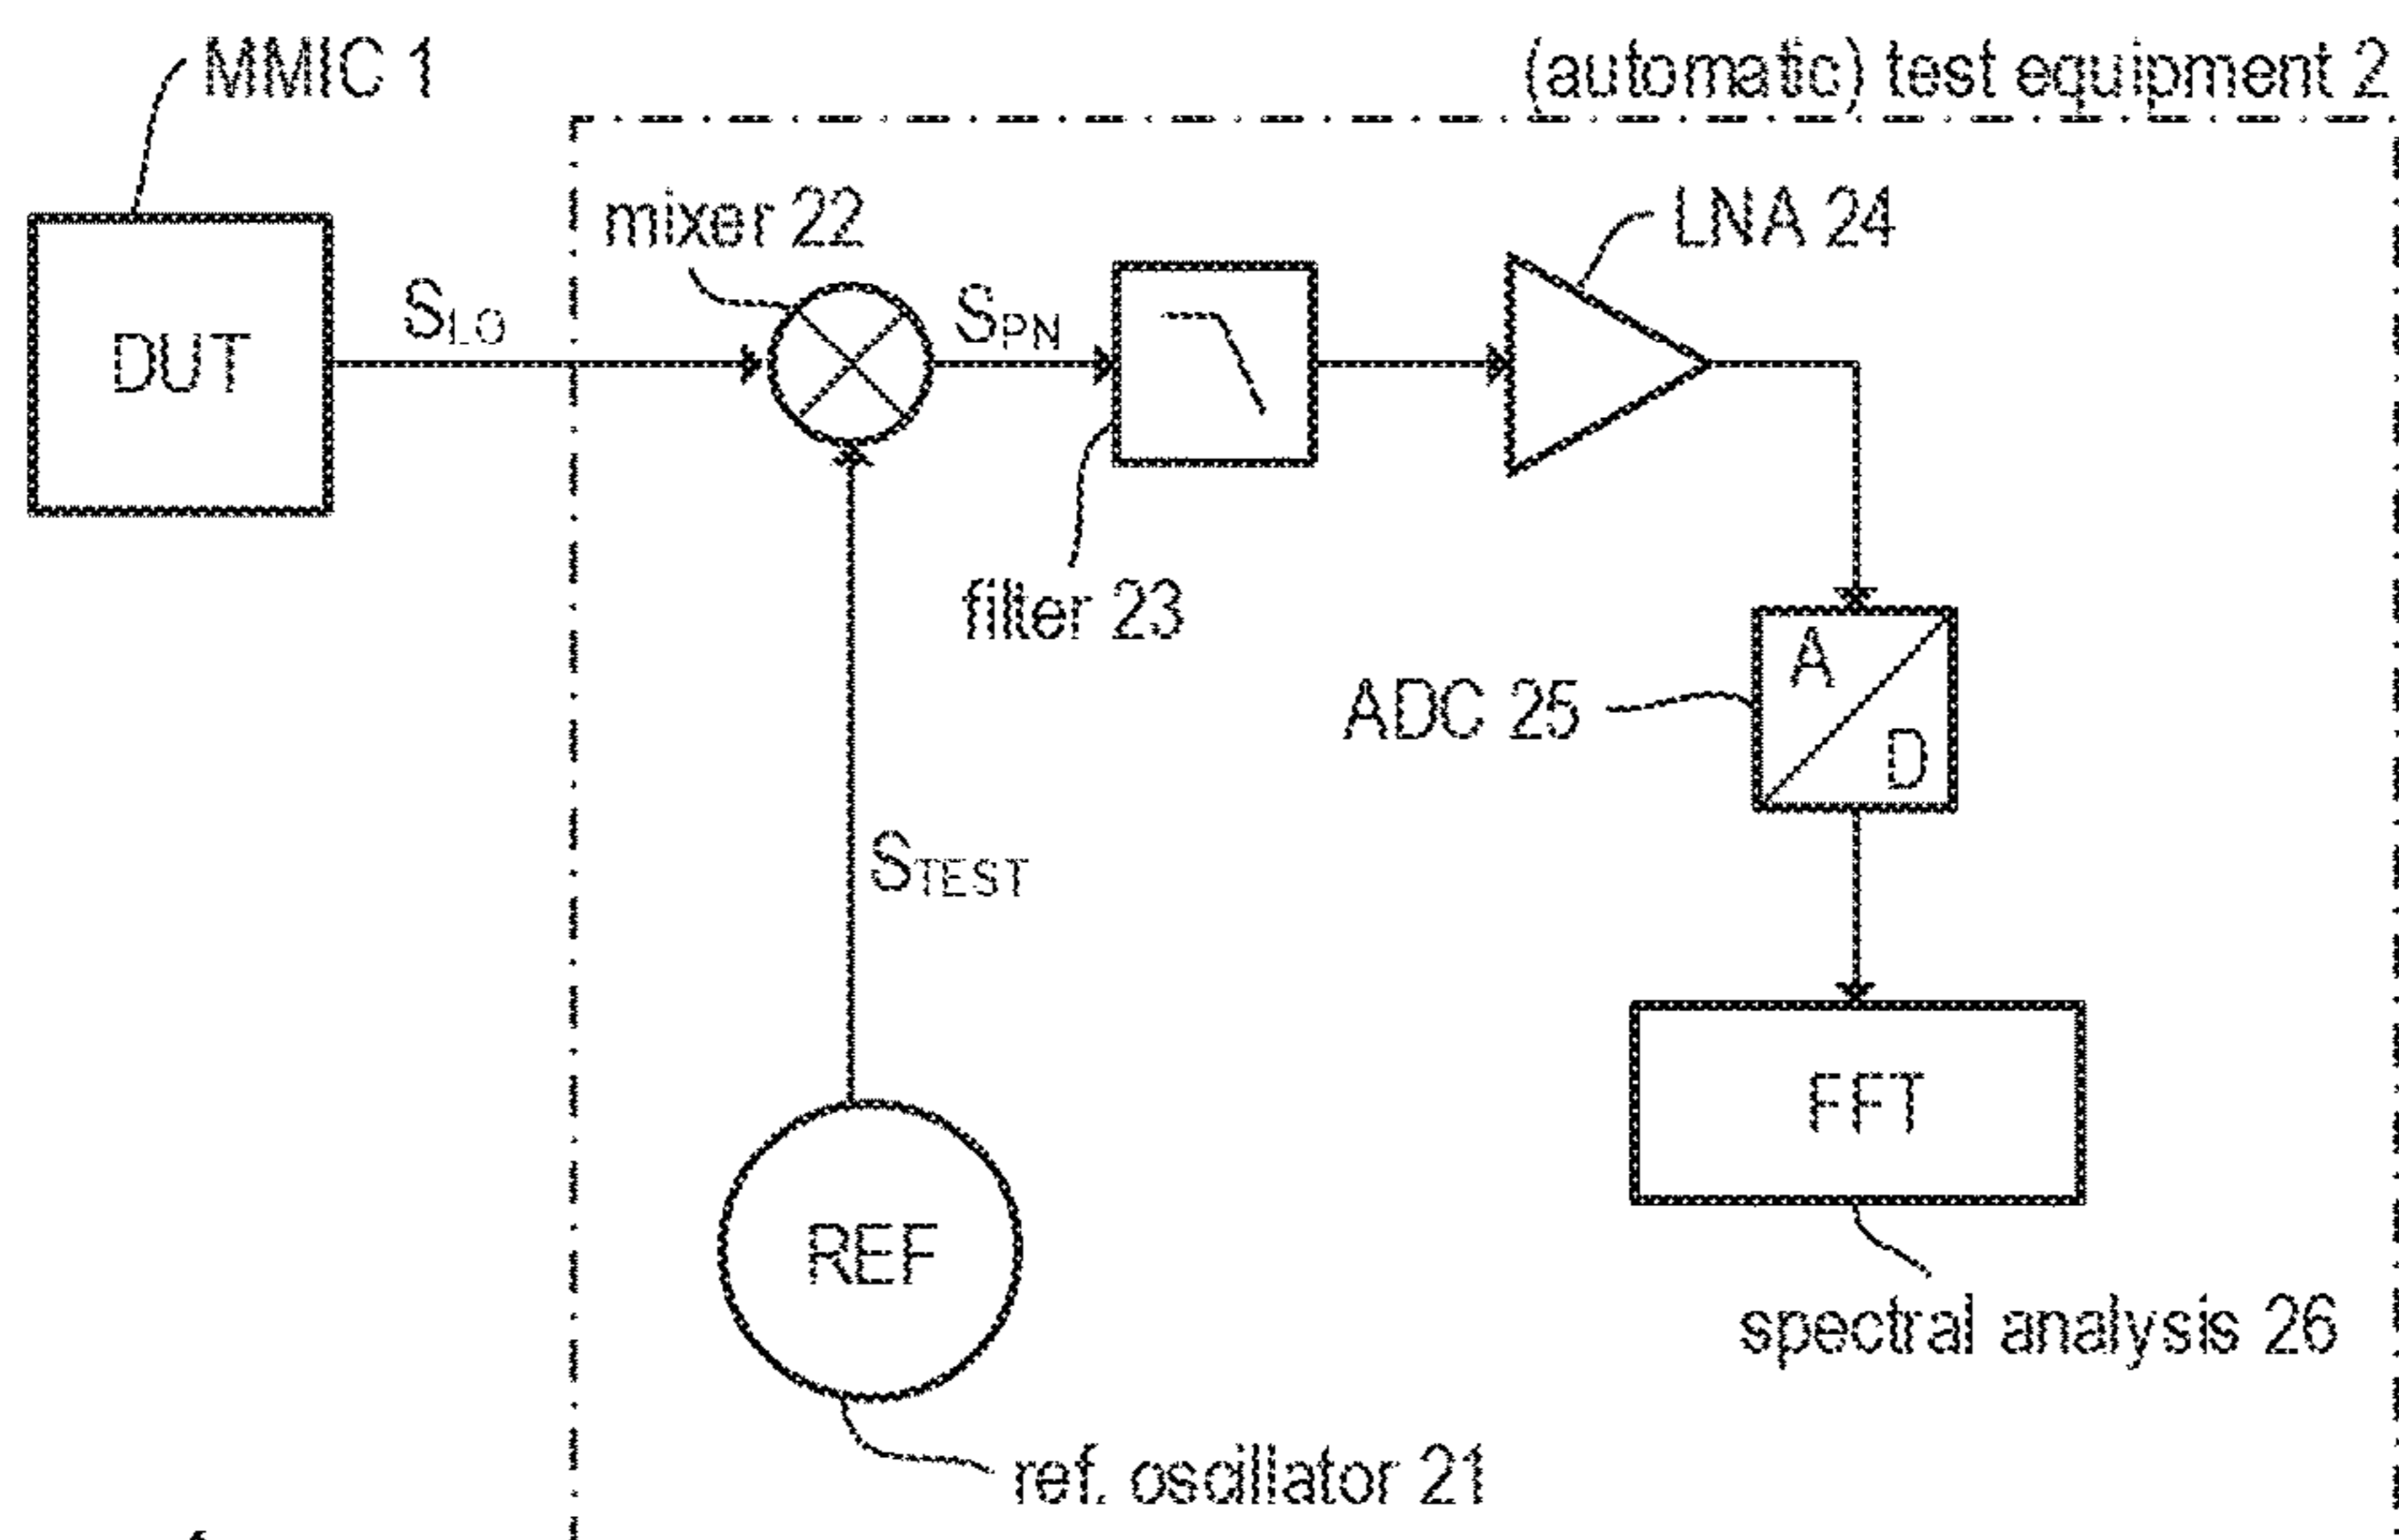 MMIC 1
(automatic) test equipment 2
mixer 22
LNA 24
DUT
SLO
SPN
filter 23
ADC 25
A
D
STEST
FFT
REF
spectral analysis 26
ref. oscillator 21